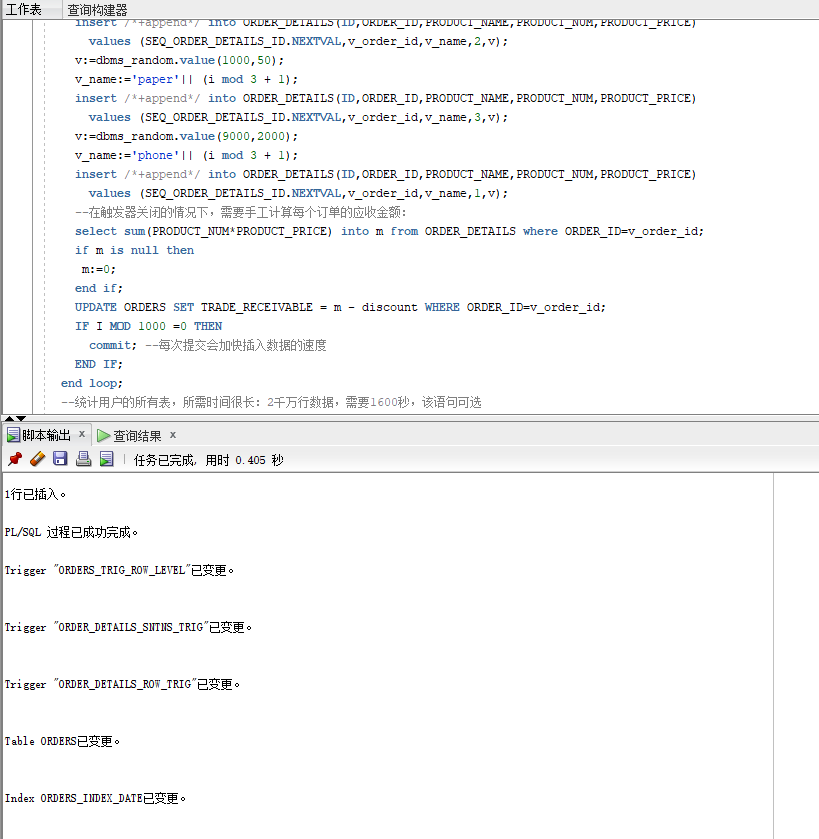 工作表 查询构建器
insert /*+append*/ into ORDER_DETAILS(ID,ORDER_ID,PRODUCT_NAME,PRODUCT_NUM,PRODUCT_PRICE)
values (SEQ_ORDER_DETAILS_ID.NEXTVAL,v_order_id,v_name,2,v);
v:=dbms_random.value(1000,50);
v_name:='paper'|| (i mod 3 + 1);
insert /*+append*/ into ORDER_DETAILS(ID,ORDER_ID,PRODUCT_NAME,PRODUCT_NUM,PRODUCT_PRICE)
values (SEQ_ORDER_DETAILS_ID.NEXTVAL,v_order_id,v_name,3,v);
v:=dbms_random.value(9000,2000);
v_name:='phone'|| (i mod 3 + 1);
insert /*+append*/ into ORDER_DETAILS(ID,ORDER_ID,PRODUCT_NAME,PRODUCT_NUM,PRODUCT_PRICE)
values (SEQ_ORDER_DETAILS_ID.NEXTVAL,v_order_id,v_name,1,v);
--在触发器关闭的情况下，需要手工计算每个订单的应收金额：
select sum(PRODUCT_NUM*PRODUCT_PRICE) into m from ORDER_DETAILS where ORDER_ID=v_order_id;
if m is null then
m:=0;
end if;
UPDATE ORDERS SET TRADE_RECEIVABLE = m - discount WHERE ORDER_ID=v_order_id;
IF I MOD 1000 =0 THEN
commit; --每次提交会加快插入数据的速度
END IF;
end loop;
--统计用户的所有表，所需时间很长：2千万行数据，需要1600秒，该语句可选
脚本输出 x 查询结果 x
任务已完成, 用时 0.405 秒
1行已插入。
PL/SQL 过程已成功完成。
Trigger "ORDERS_TRIG_ROW_LEVEL"已变更。
Trigger "ORDER_DETAILS_SNTNS_TRIG"已变更。
Trigger "ORDER_DETAILS_ROW_TRIG"已变更。
Table ORDERS已变更。
Index ORDERS_INDEX_DATE已变更。